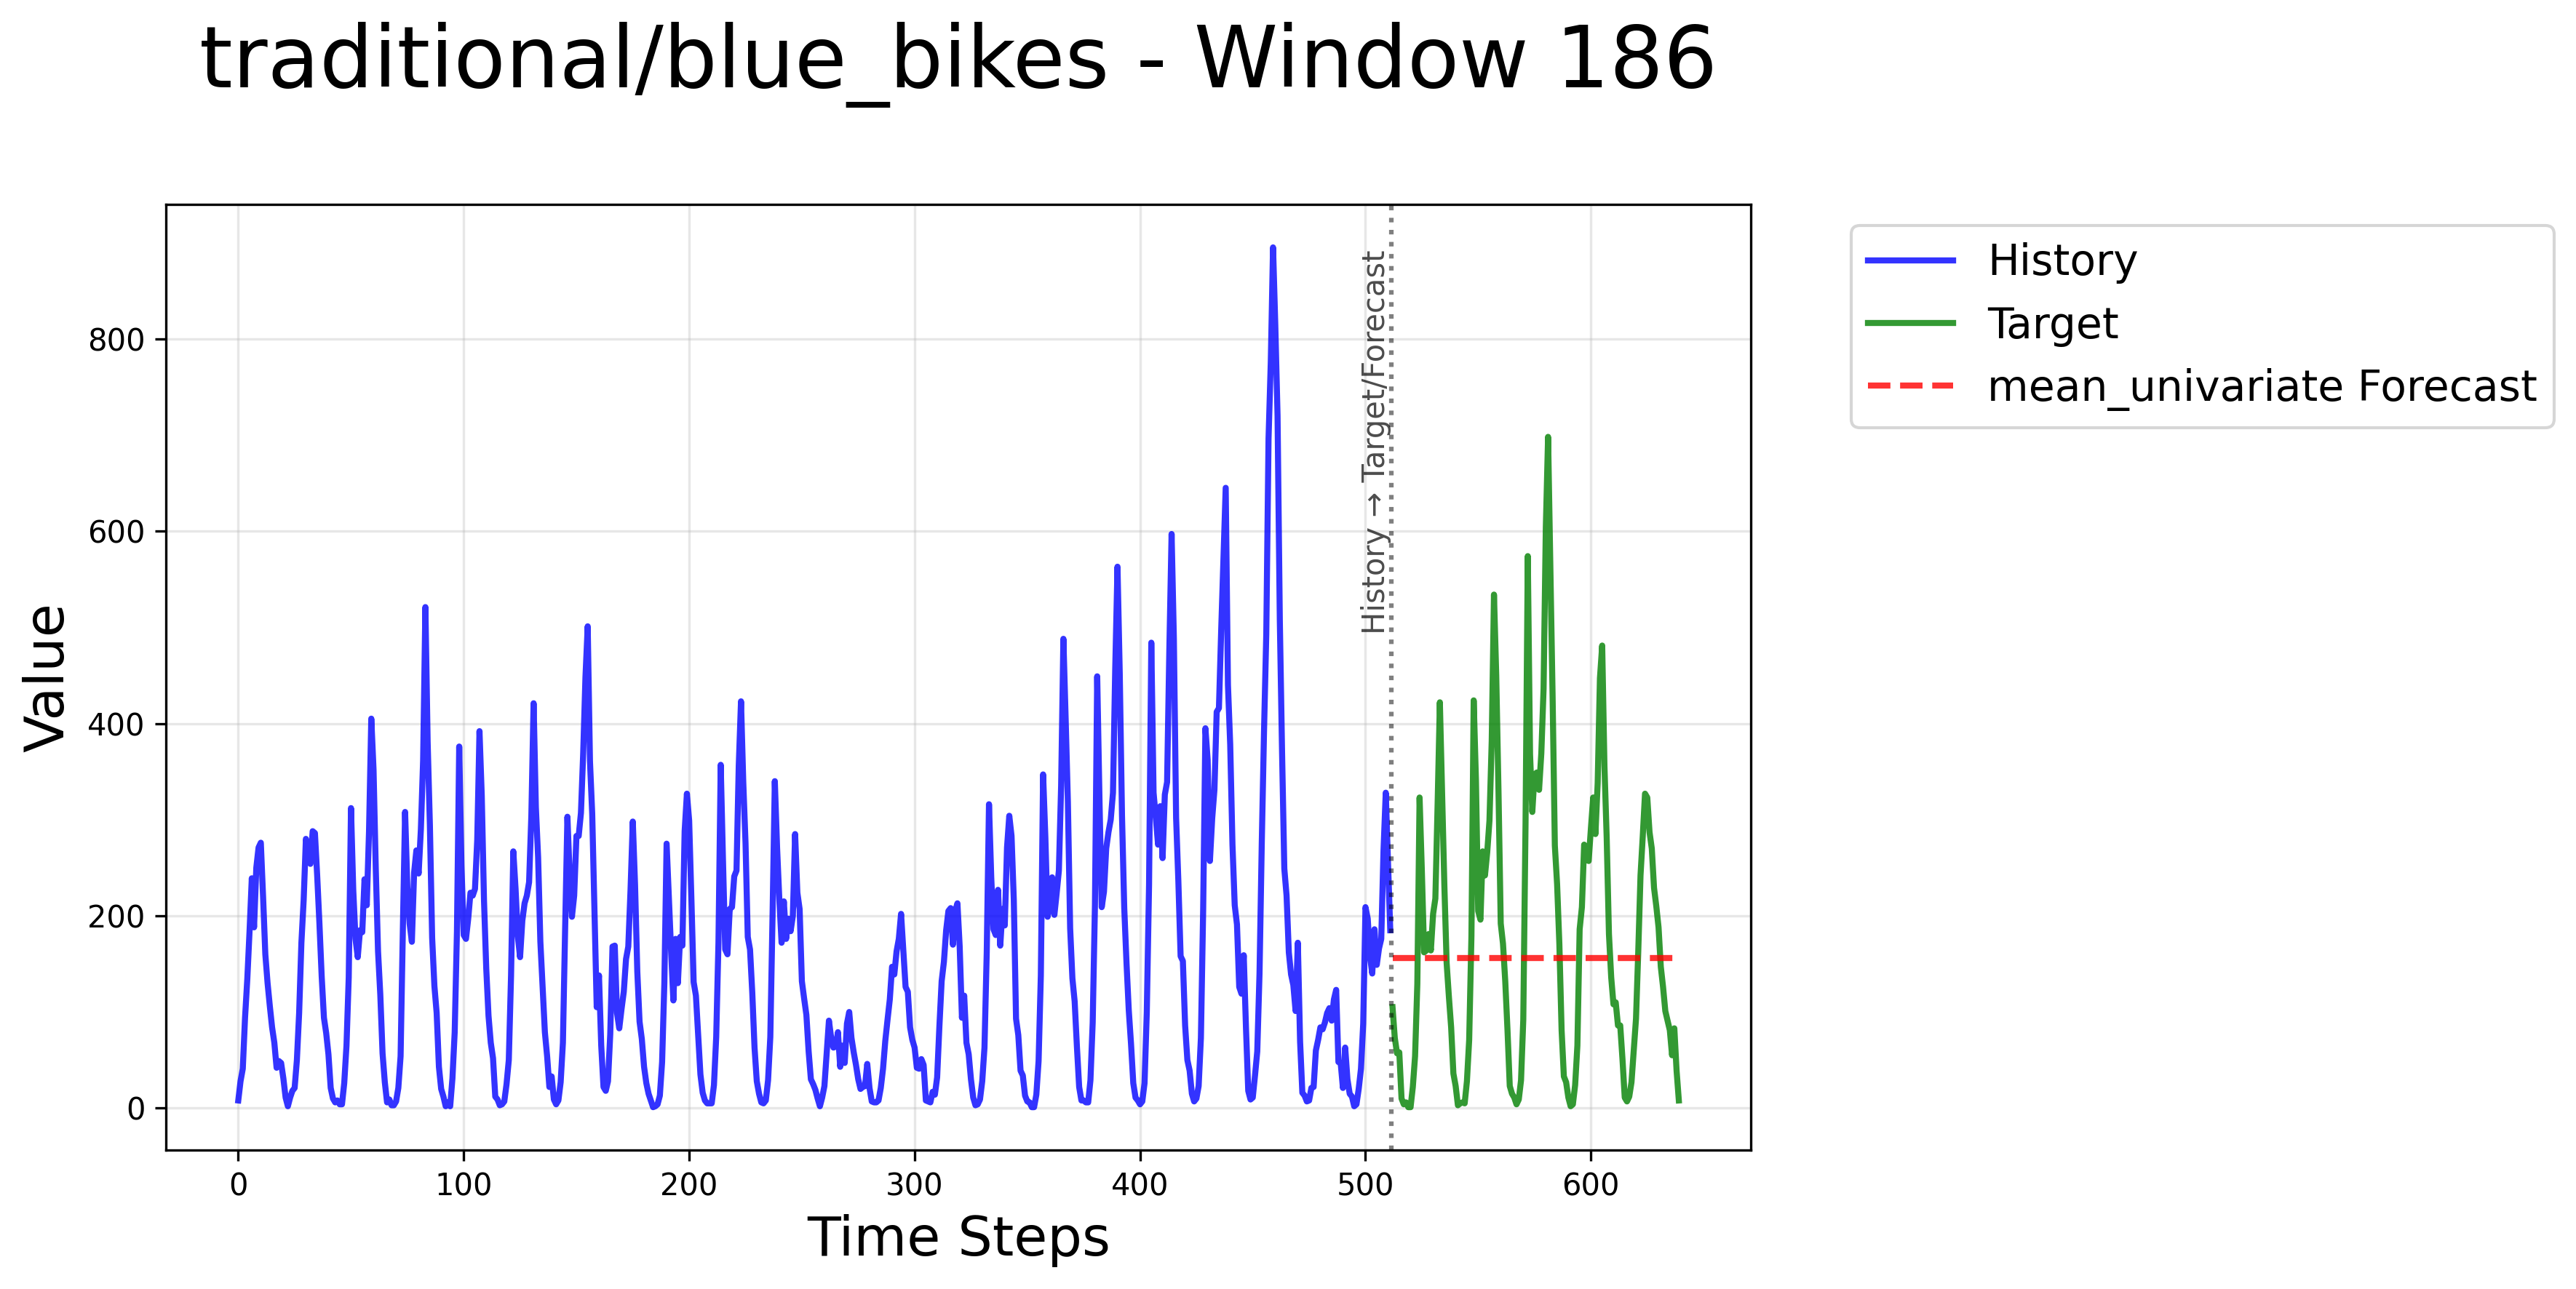 traditional/blue_bikes - Window 186
History
Target
mean_univariate Forecast
History → Target/Forecast
Value
800
600
400
200
0
0 100 200 300 400 500 600
Time Steps